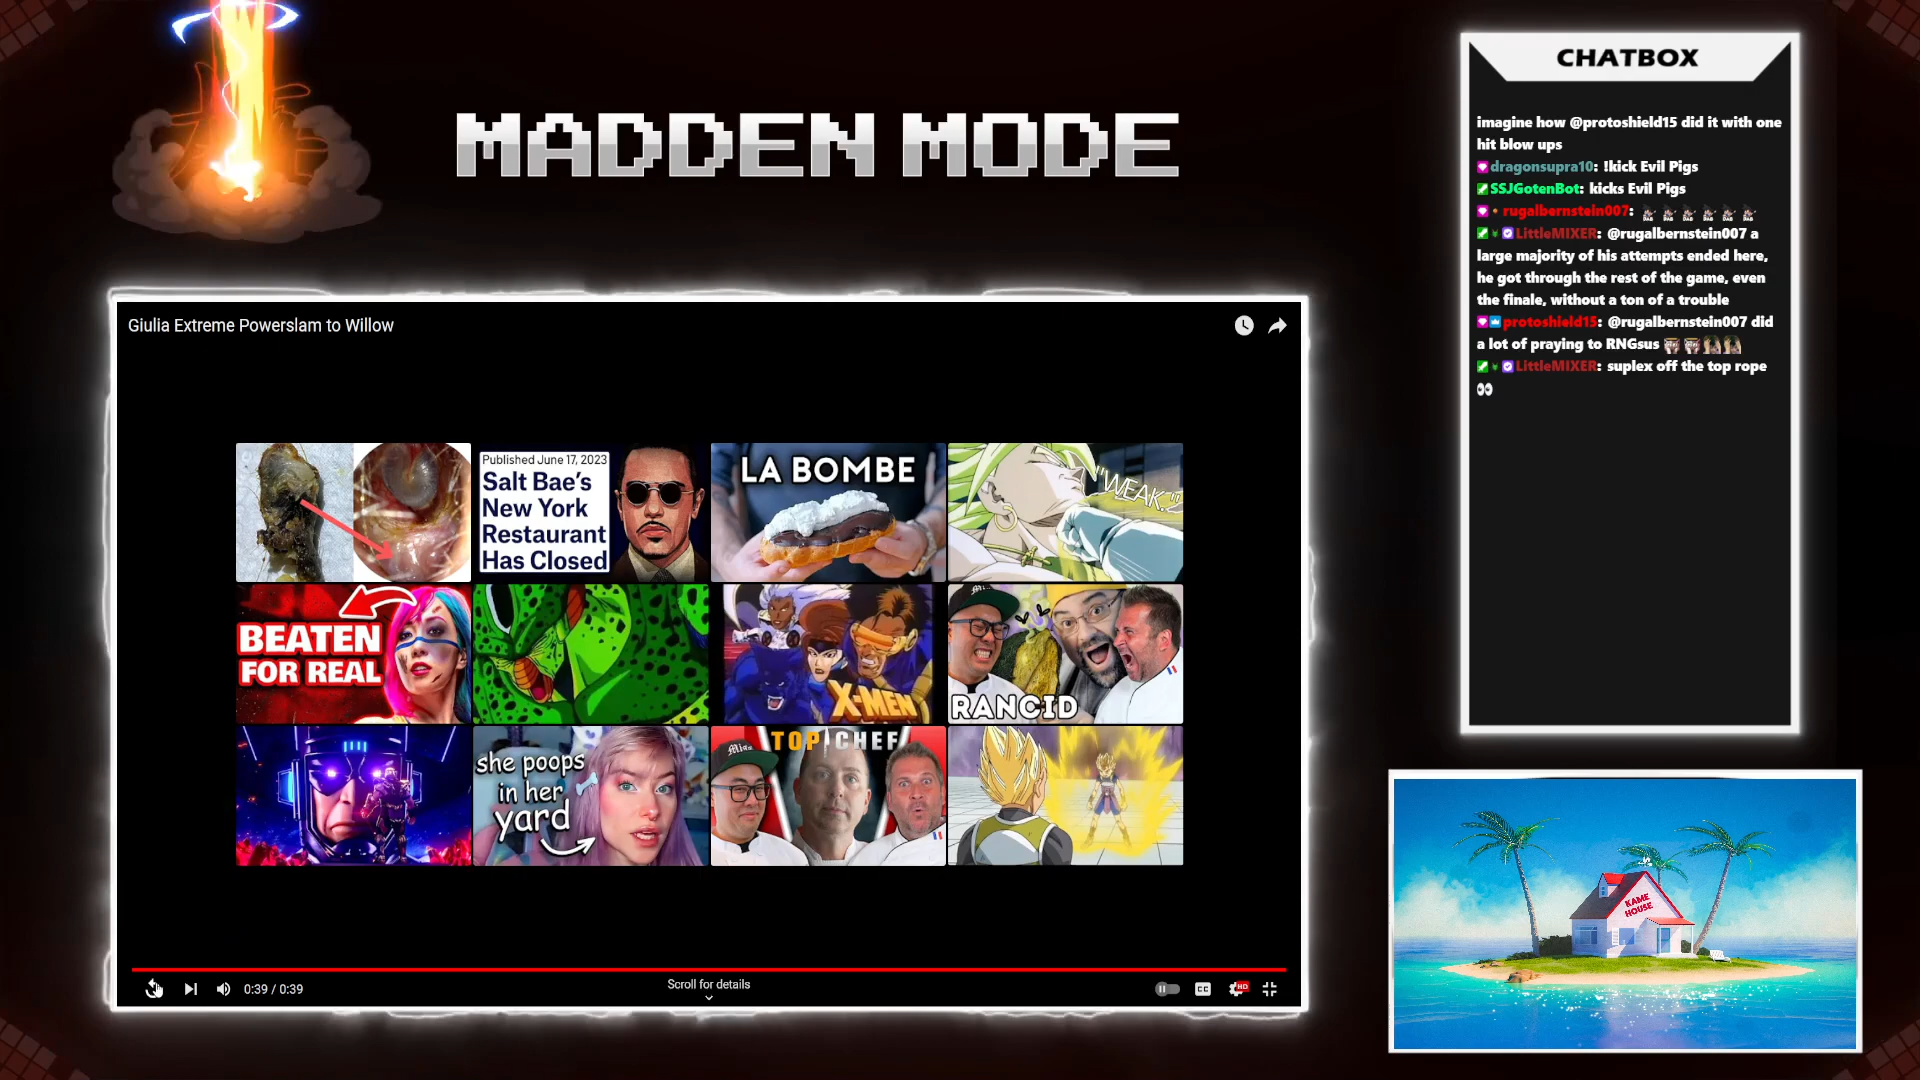 MADDEN MODE
CHATBOX
imagine how @protoshield15 did it with one
hit blow ups
dragonsupra10: !kick Evil Pigs
SSJGotenBot: kicks Evil Pigs
rugalbernstein007:
LittleMIXER: @rugalbernstein007 a
large majority of his attempts ended here,
he got through the rest of the game, even
the finale, without a ton of a trouble
protoshield15: @rugalbernstein007 did
a lot of praying to RNGsus
LittleMIXER: suplex off the top rope
Giulia Extreme Powerslam to Willow
Published June 17, 2023
Salt Bae's
New York
Restaurant
Has Closed
LA BOMBE
"WEAK."
BEATEN
FOR REAL
X-MEN
RANCID
she poops
in her
yard
TOP CHEF
0:39 / 0:39
Scroll for details
CC
HD
KAME
HOUSE